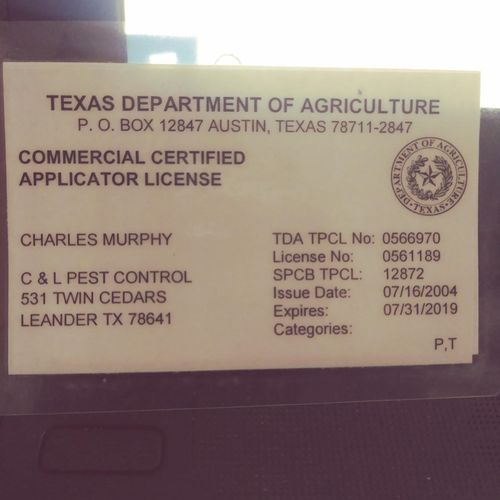 TEXAS DEPARTMENT OF AGRICULTURE
P. O. BOX 12847 AUSTIN, TEXAS 78711-2847
COMMERCIAL CERTIFIED
APPLICATOR LICENSE
DEPARTMENT OF AGRICULTURE
TEXAS
CHARLES MURPHY
C & L PEST CONTROL
531 TWIN CEDARS
LEANDER TX 78641
TDA TPCL No: 0566970
License No: 0561189
SPCB TPCL: 12872
Issue Date: 07/16/2004
Expires: 07/31/2019
Categories:
P,T